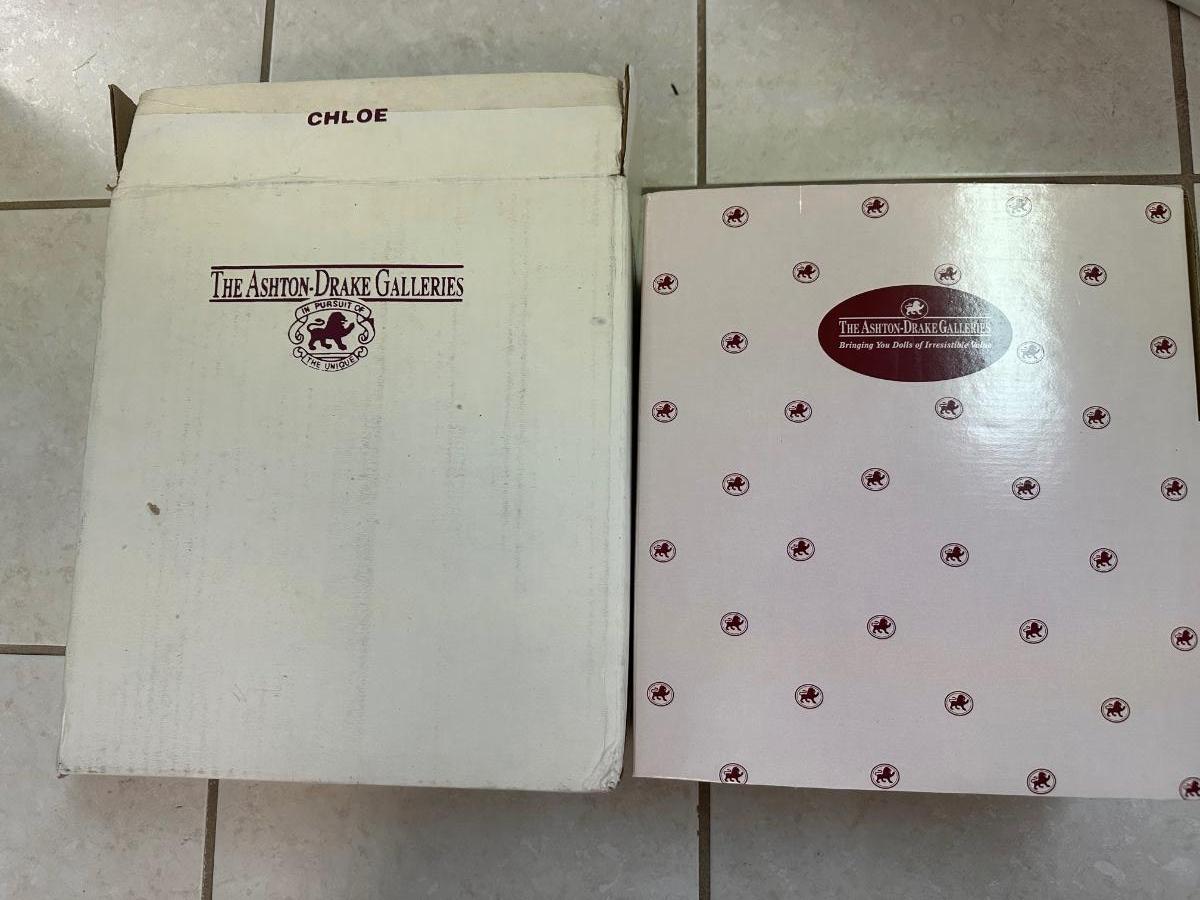 CHLOE
THE ASHTON-DRAKE GALLERIES
IN PURSUIT OF
THE UNIQUE
THE ASHTON-DRAKE GALLERIES
Bringing You Dolls of Irresistible Value